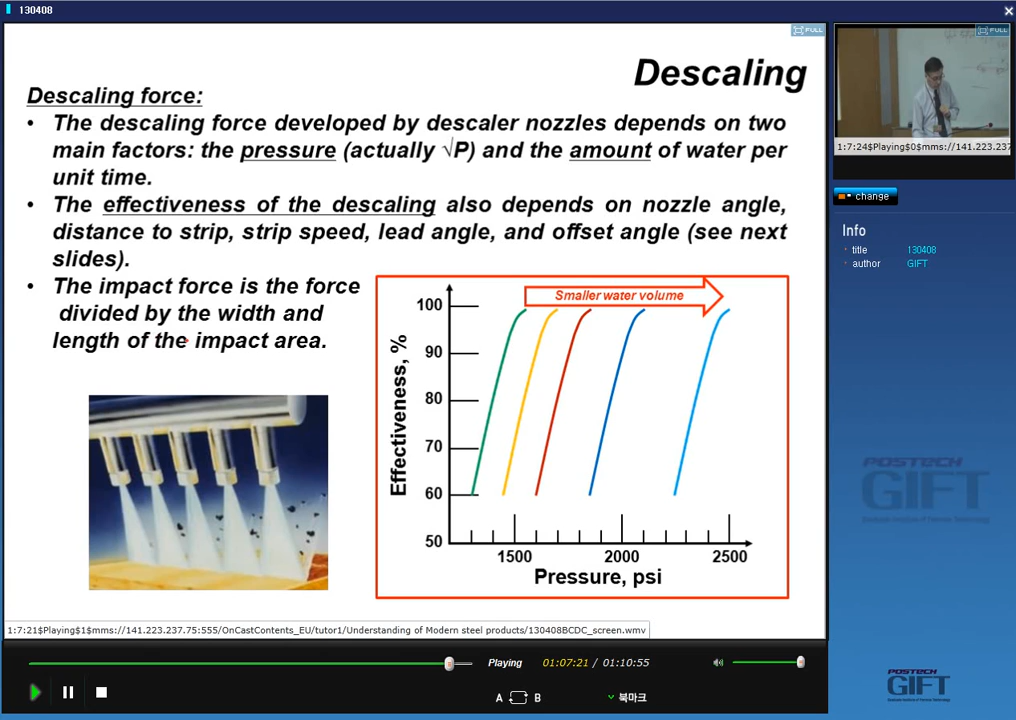 130408
FULL
Descaling
Descaling force:
• The descaling force developed by descaler nozzles depends on two
main factors: the pressure (actually √P) and the amount of water per
unit time.
• The effectiveness of the descaling also depends on nozzle angle,
distance to strip, strip speed, lead angle, and offset angle (see next
slides).
• The impact force is the force
divided by the width and
length of the impact area.
Smaller water volume
Effectiveness, %
100
90
80
70
60
50
1500 2000 2500
Pressure, psi
1:7:21$Playing$1$mms://141.223.237.75:555/OnCastContents_EU/tutor1/Understanding of Modern steel products/130408BCDC_screen.wmv
Playing 01:07:21 / 01:10:55
A B 북마크
FULL
1:7:24$Playing$0$mms://141.223.237
change
Info
title 130408
author GIFT
POSTECH
GIFT
POSTECH
GIFT